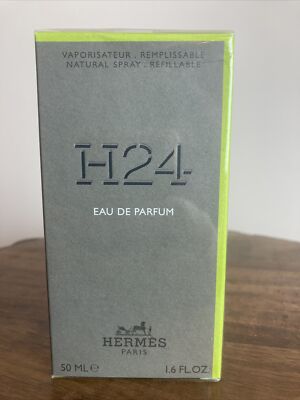 VAPORISATEUR . REMPLISSABLE
NATURAL SPRAY . REFILLABLE
H24
EAU DE PARFUM
HERMÈS
PARIS
50 ML e 1.6 FL.OZ.